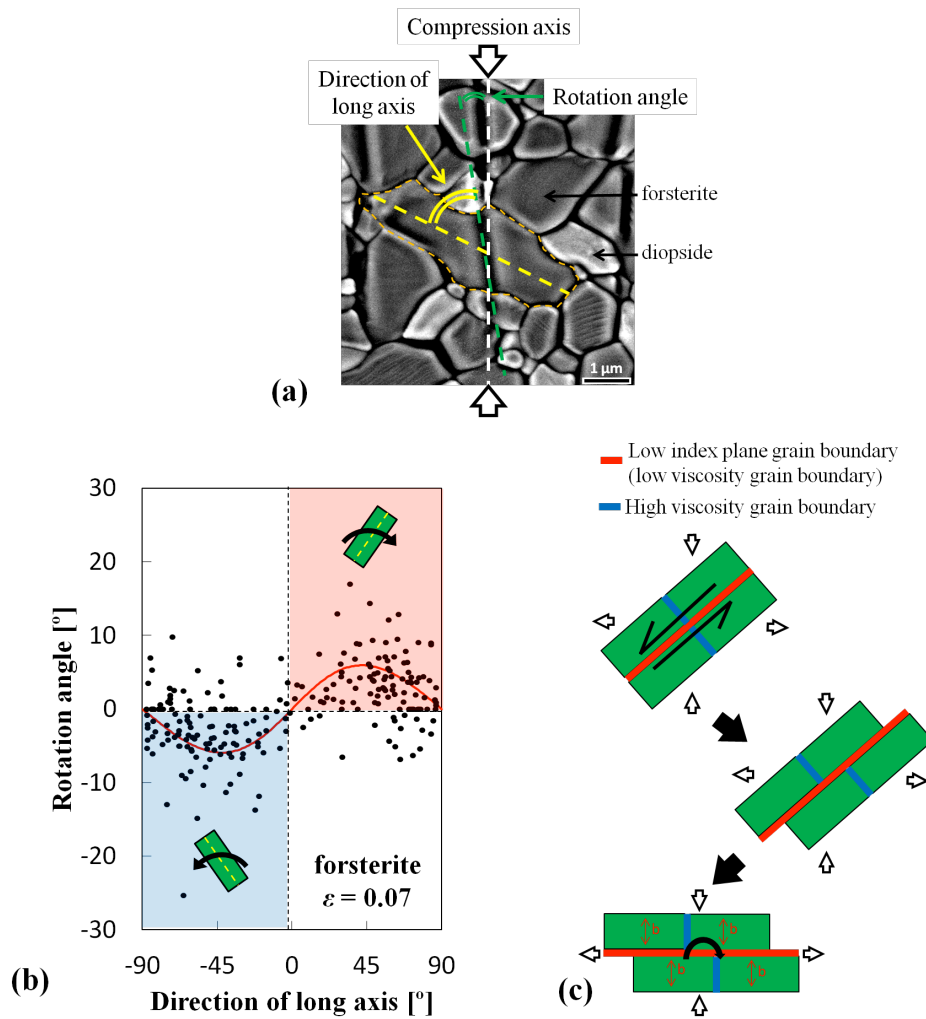 Compression axis
Direction of
long axis
Rotation angle
forsterite
diopside
1 μm
(a)
Low index plane grain boundary
(low viscosity grain boundary)
High viscosity grain boundary
30
20
10
0
-10
-20
-30
Rotation angle [º]
forsterite
ε = 0.07
-90
-45
0
45
90
Direction of long axis [º]
(b)
b
b
b
b
(c)